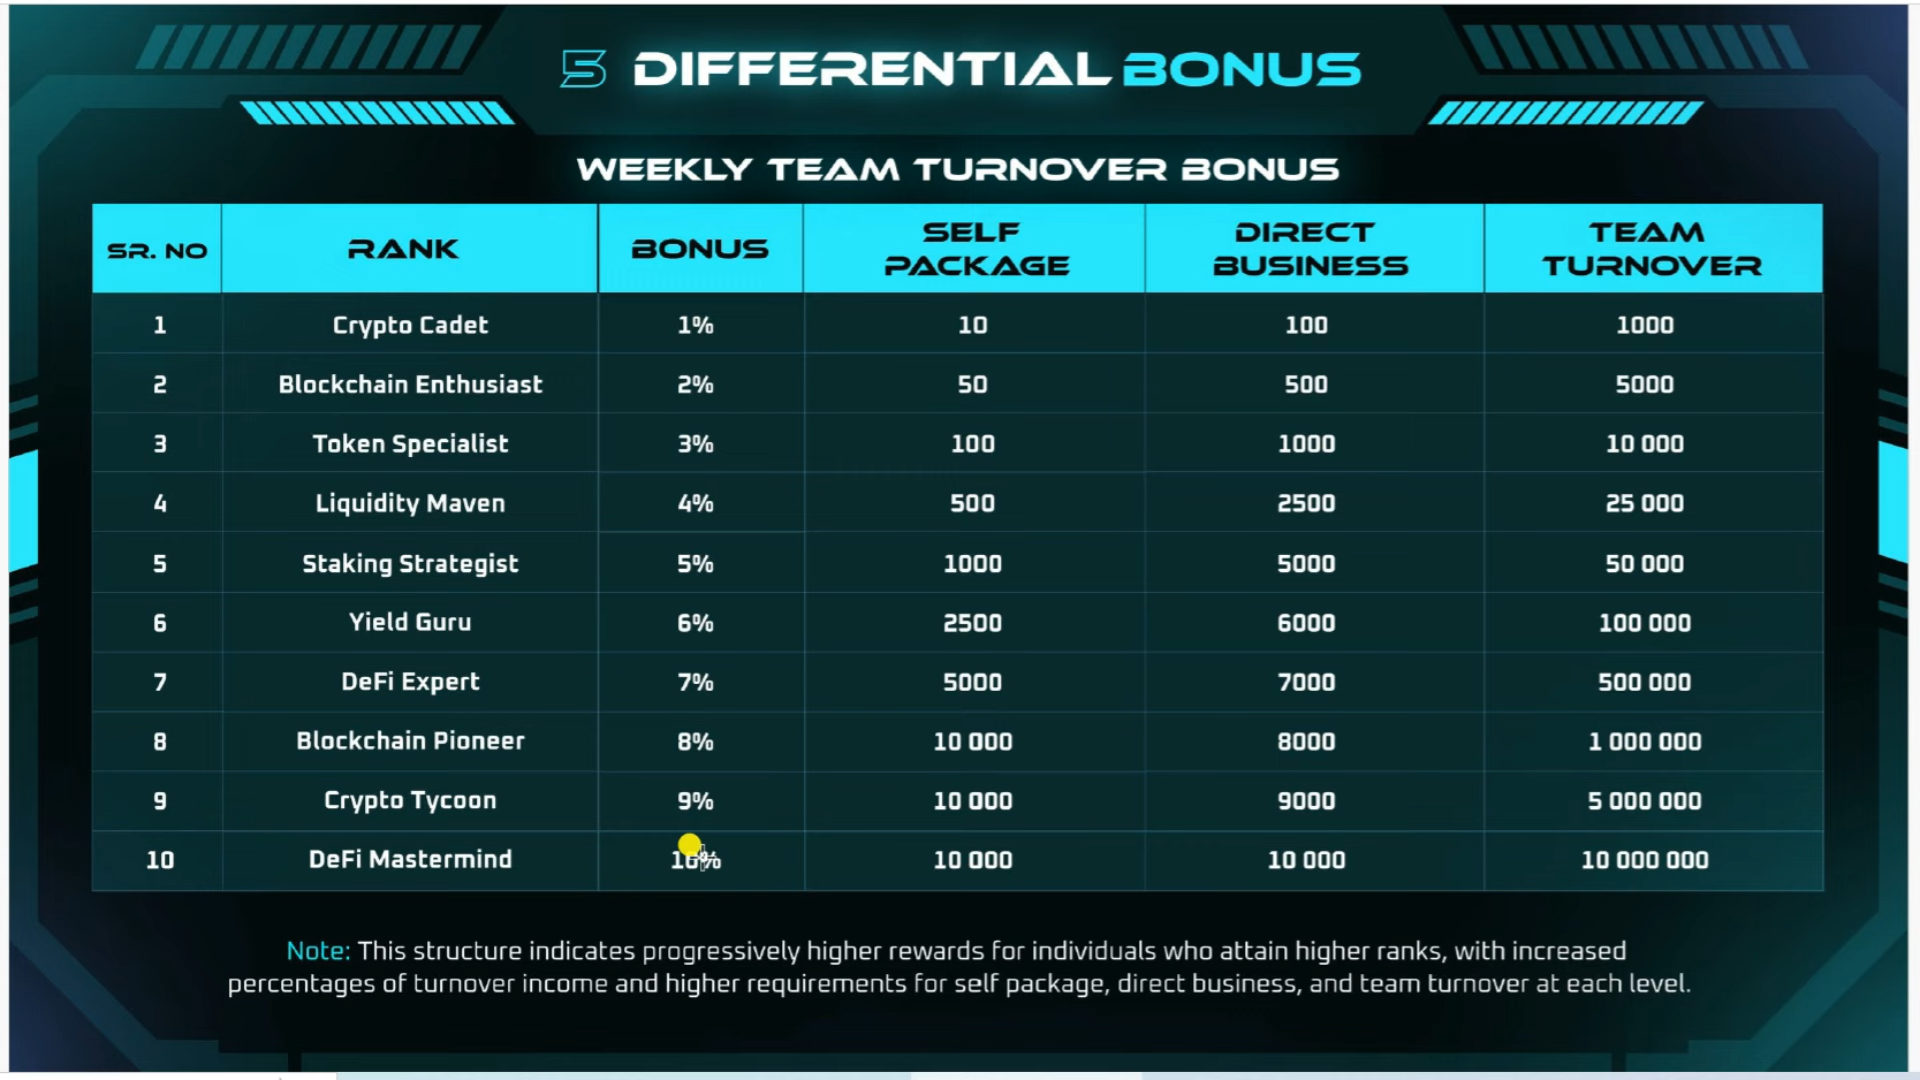 5 DIFFERENTIAL BONUS
WEEKLY TEAM TURNOVER BONUS
SR. NO RANK BONUS SELF PACKAGE DIRECT BUSINESS TEAM TURNOVER
1 Crypto Cadet 1% 10 100 1000
2 Blockchain Enthusiast 2% 50 500 5000
3 Token Specialist 3% 100 1000 10 000
4 Liquidity Maven 4% 500 2500 25 000
5 Staking Strategist 5% 1000 5000 50 000
6 Yield Guru 6% 2500 6000 100 000
7 DeFi Expert 7% 5000 7000 500 000
8 Blockchain Pioneer 8% 10 000 8000 1 000 000
9 Crypto Tycoon 9% 10 000 9000 5 000 000
10 DeFi Mastermind 10% 10 000 10 000 10 000 000
Note: This structure indicates progressively higher rewards for individuals who attain higher ranks, with increased
percentages of turnover income and higher requirements for self package, direct business, and team turnover at each level.